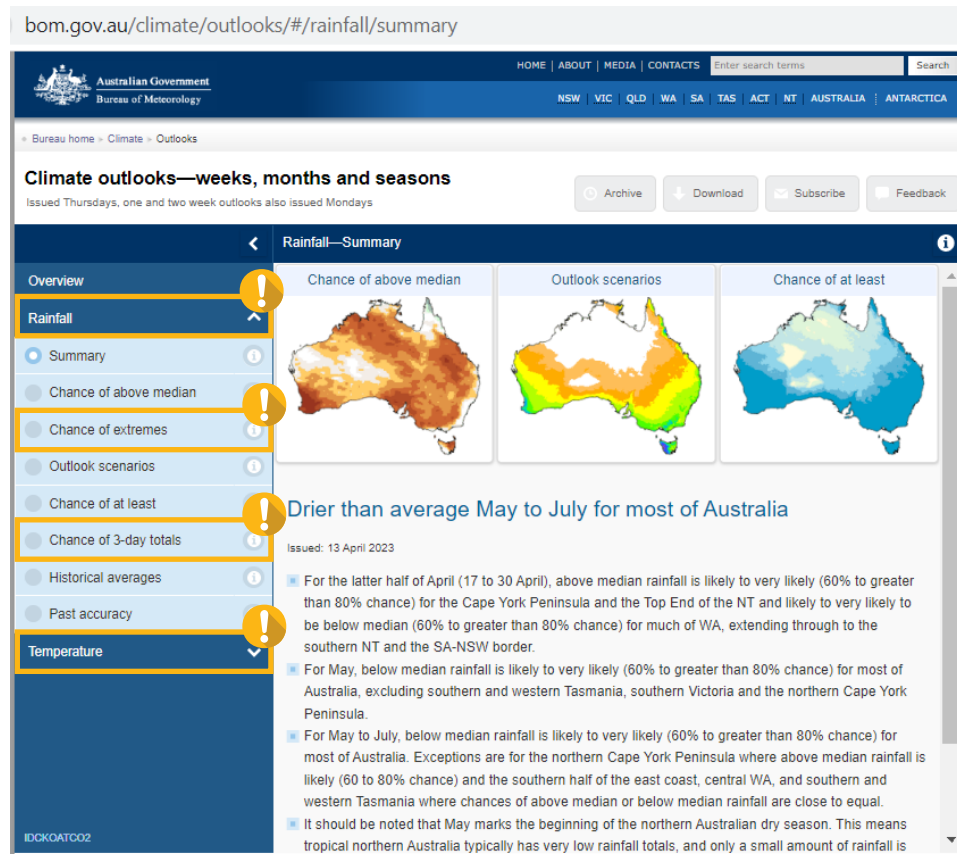 bom.gov.au/climate/outlooks/#/rainfall/summary
Australian Government
Bureau of Meteorology
HOME | ABOUT | MEDIA | CONTACTS
Enter search terms
Search
NSW | VIC | QLD | WA | SA | TAS | ACT | NT | AUSTRALIA | ANTARCTICA
Bureau home » Climate » Outlooks
Climate outlooks—weeks, months and seasons
Issued Thursdays, one and two week outlooks also issued Mondays
Archive
Download
Subscribe
Feedback
Overview
Rainfall
Summary
Chance of above median
Chance of extremes
Outlook scenarios
Chance of at least
Chance of 3-day totals
Historical averages
Past accuracy
Temperature
IDCKOATCO2
Rainfall—Summary
Chance of above median
Outlook scenarios
Chance of at least
Drier than average May to July for most of Australia
Issued: 13 April 2023
For the latter half of April (17 to 30 April), above median rainfall is likely to very likely (60% to greater
than 80% chance) for the Cape York Peninsula and the Top End of the NT and likely to very likely to
be below median (60% to greater than 80% chance) for much of WA, extending through to the
southern NT and the SA-NSW border.
For May, below median rainfall is likely to very likely (60% to greater than 80% chance) for most of
Australia, excluding southern and western Tasmania, southern Victoria and the northern Cape York
Peninsula.
For May to July, below median rainfall is likely to very likely (60% to greater than 80% chance) for
most of Australia. Exceptions are for the northern Cape York Peninsula where above median rainfall is
likely (60 to 80% chance) and the southern half of the east coast, central WA, and southern and
western Tasmania where chances of above median or below median rainfall are close to equal.
It should be noted that May marks the beginning of the northern Australian dry season. This means
tropical northern Australia typically has very low rainfall totals, and only a small amount of rainfall is